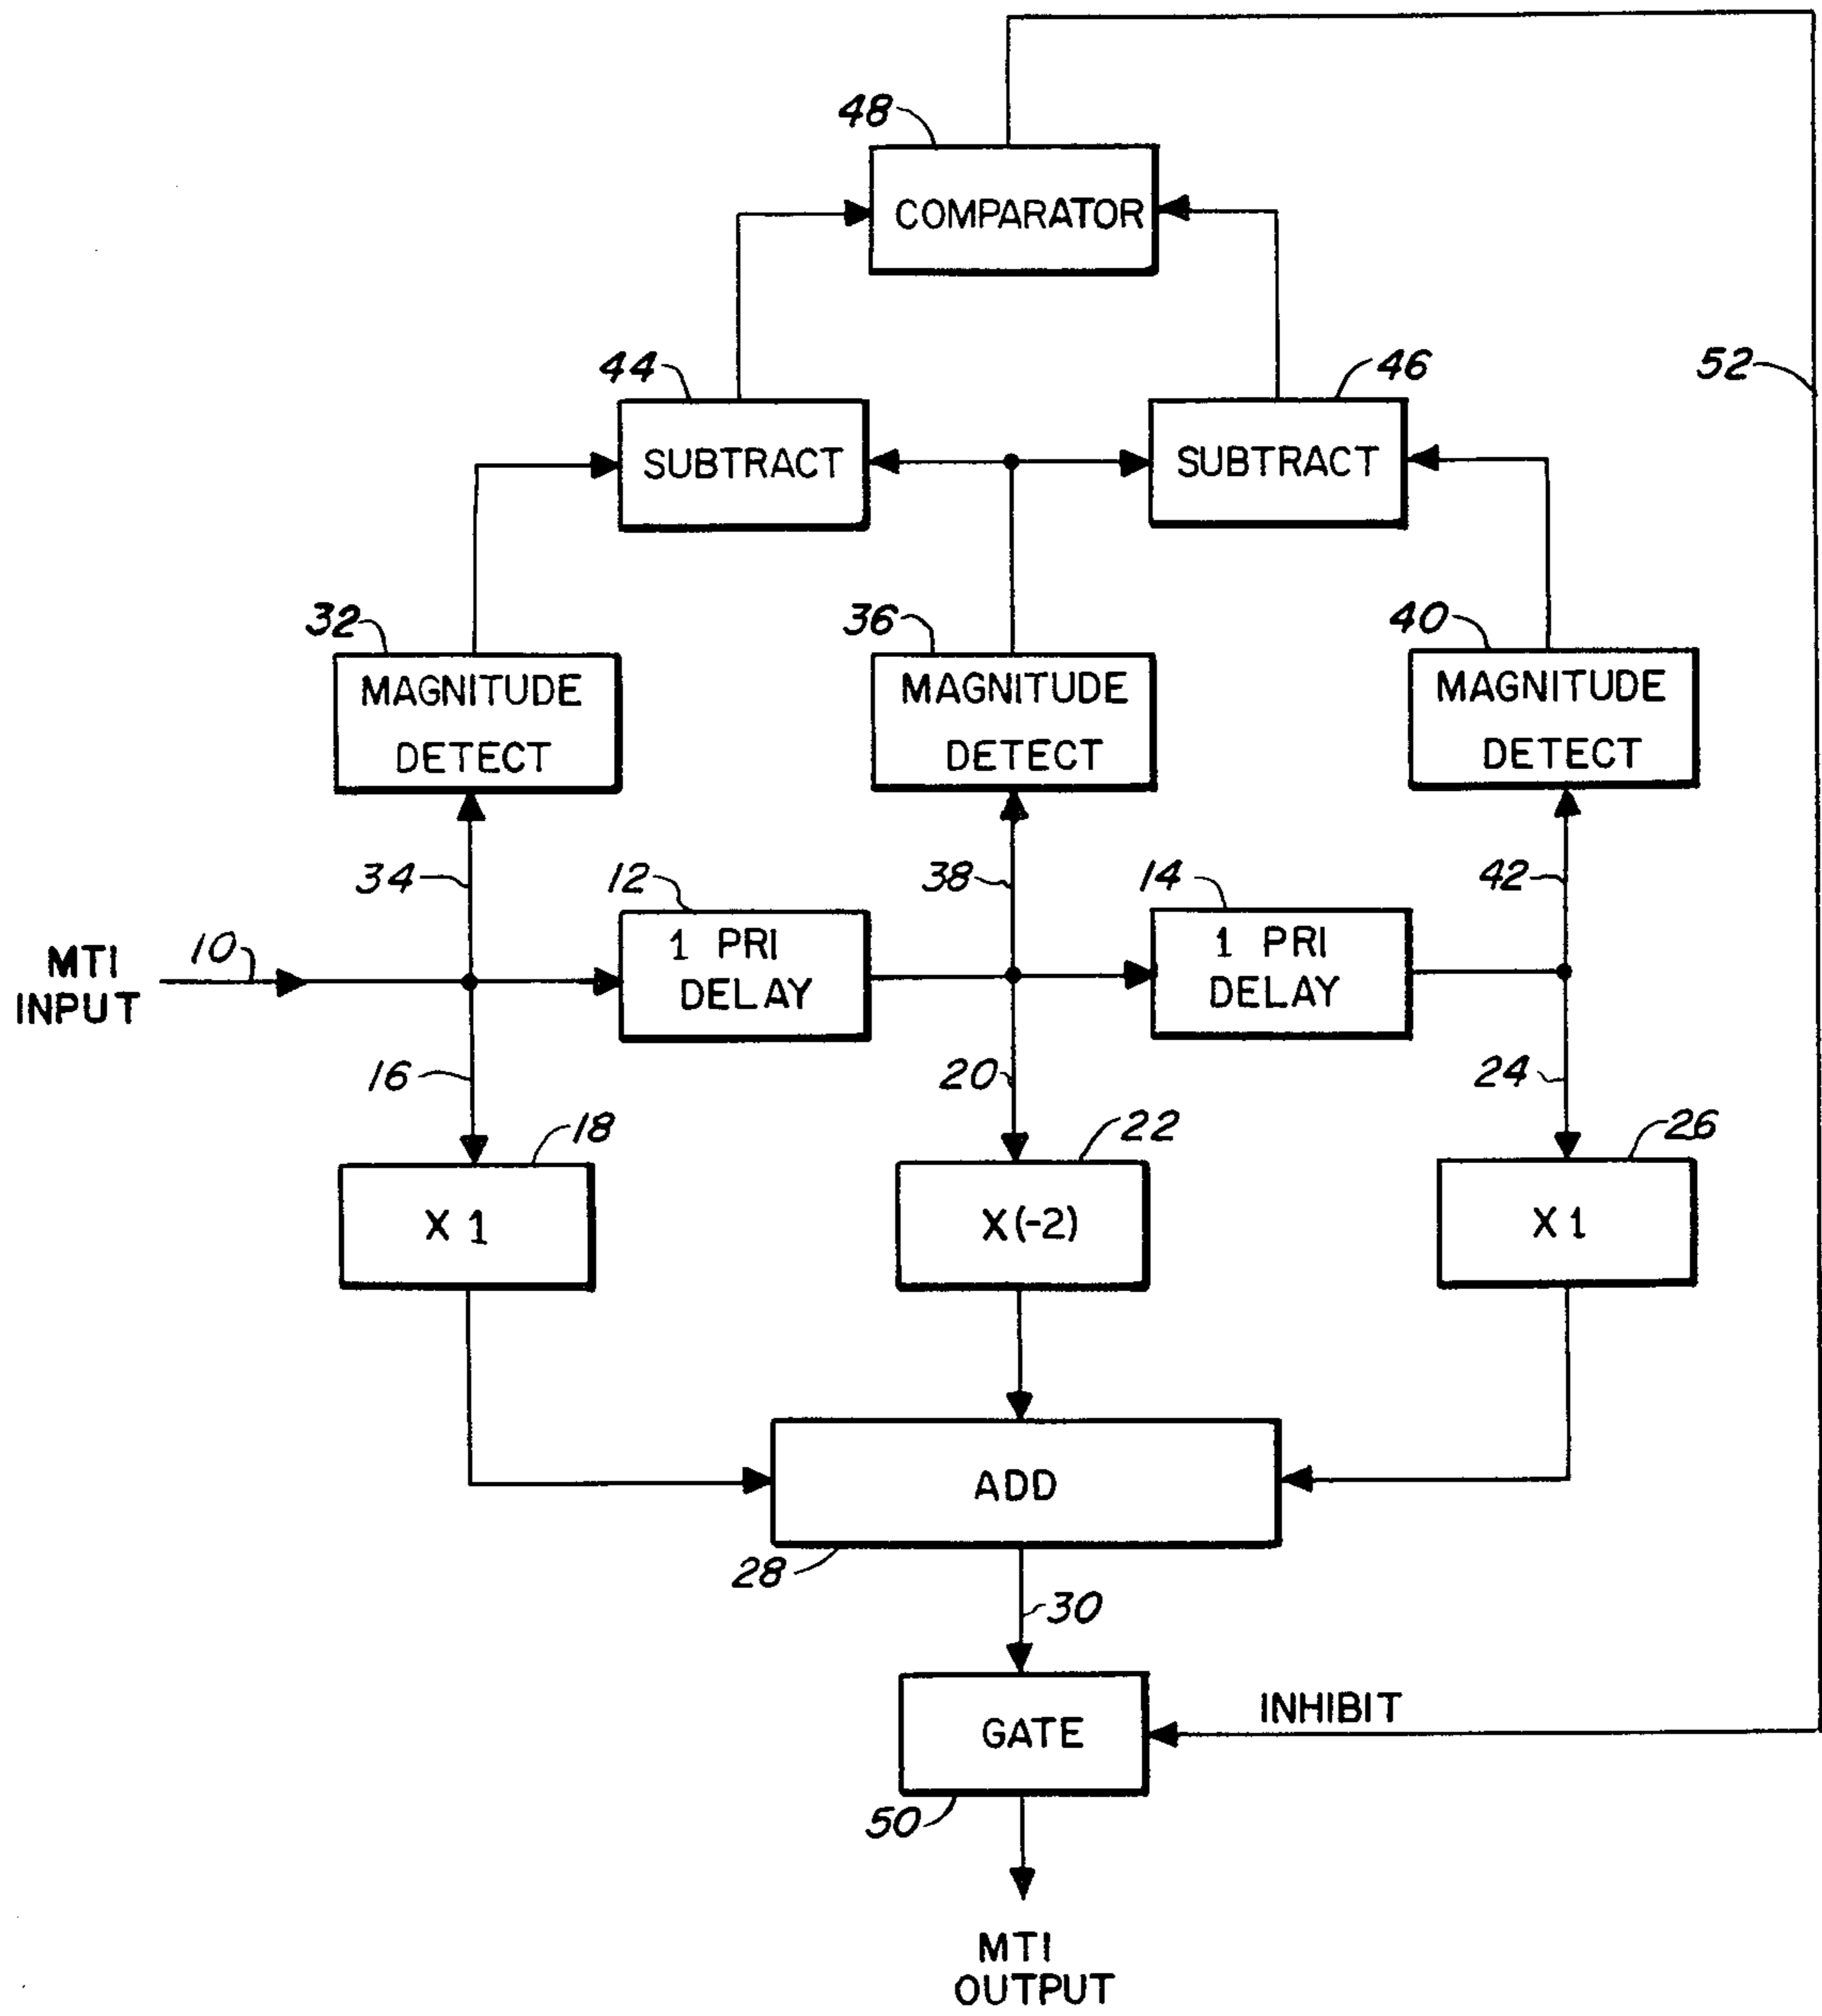 48
COMPARATOR
44
46
52
SUBTRACT
SUBTRACT
32
36
40
MAGNITUDE
DETECT
MAGNITUDE
DETECT
MAGNITUDE
DETECT
34
12
38
14
42
MTI
INPUT
10
1 PRI
DELAY
1 PRI
DELAY
16
20
24
18
22
26
X 1
X(-2)
X 1
ADD
28
30
GATE
INHIBIT
50
MTI
OUTPUT